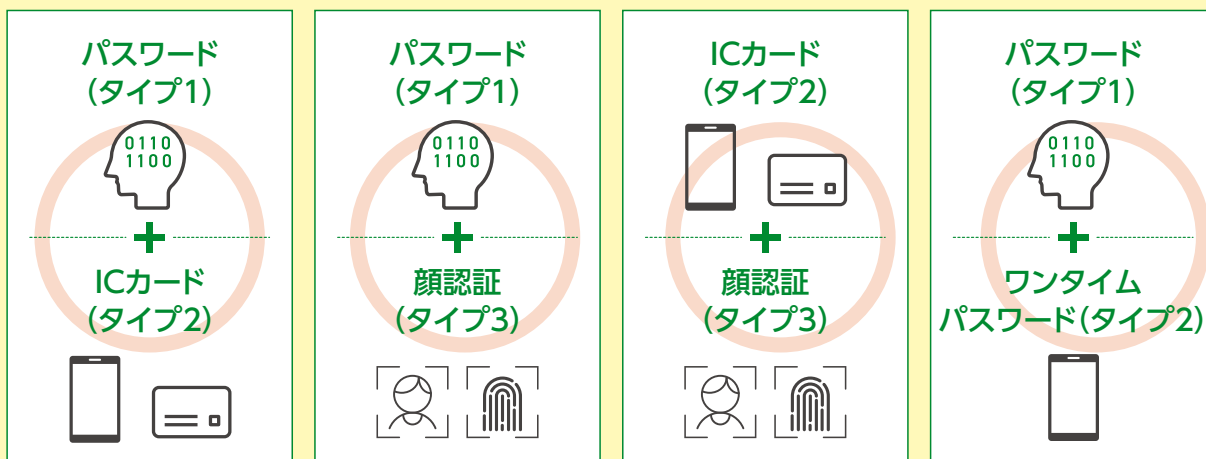 パスワード
(タイプ1)
0110
1100
+
ICカード
(タイプ2)
パスワード
(タイプ1)
0110
1100
+
顔認証
(タイプ3)
ICカード
(タイプ2)
+
顔認証
(タイプ3)
パスワード
(タイプ1)
0110
1100
+
ワンタイム
パスワード(タイプ2)